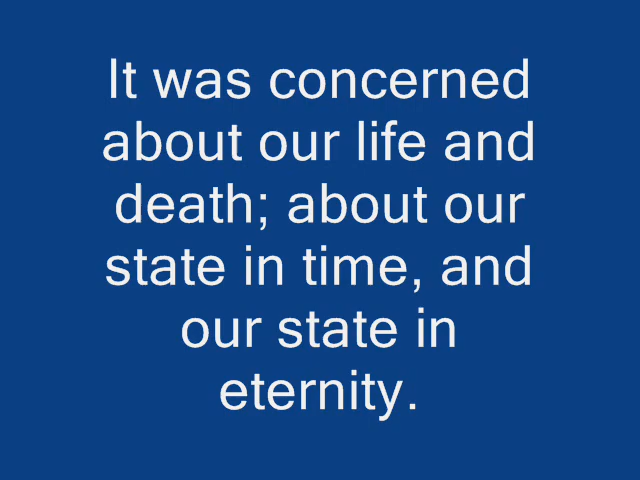 It was concerned
about our life and
death; about our
state in time, and
our state in
eternity.